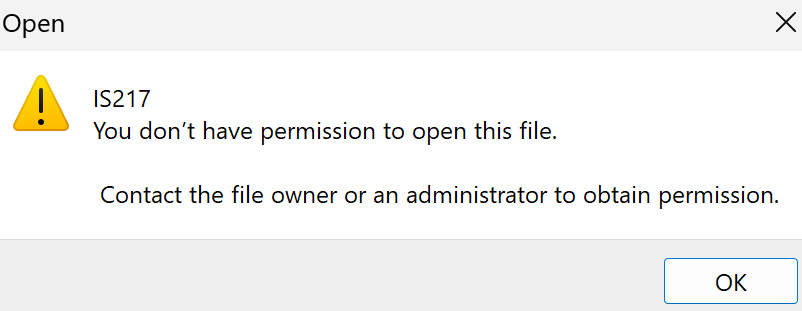 Open
IS217
You don’t have permission to open this file.
Contact the file owner or an administrator to obtain permission.
OK